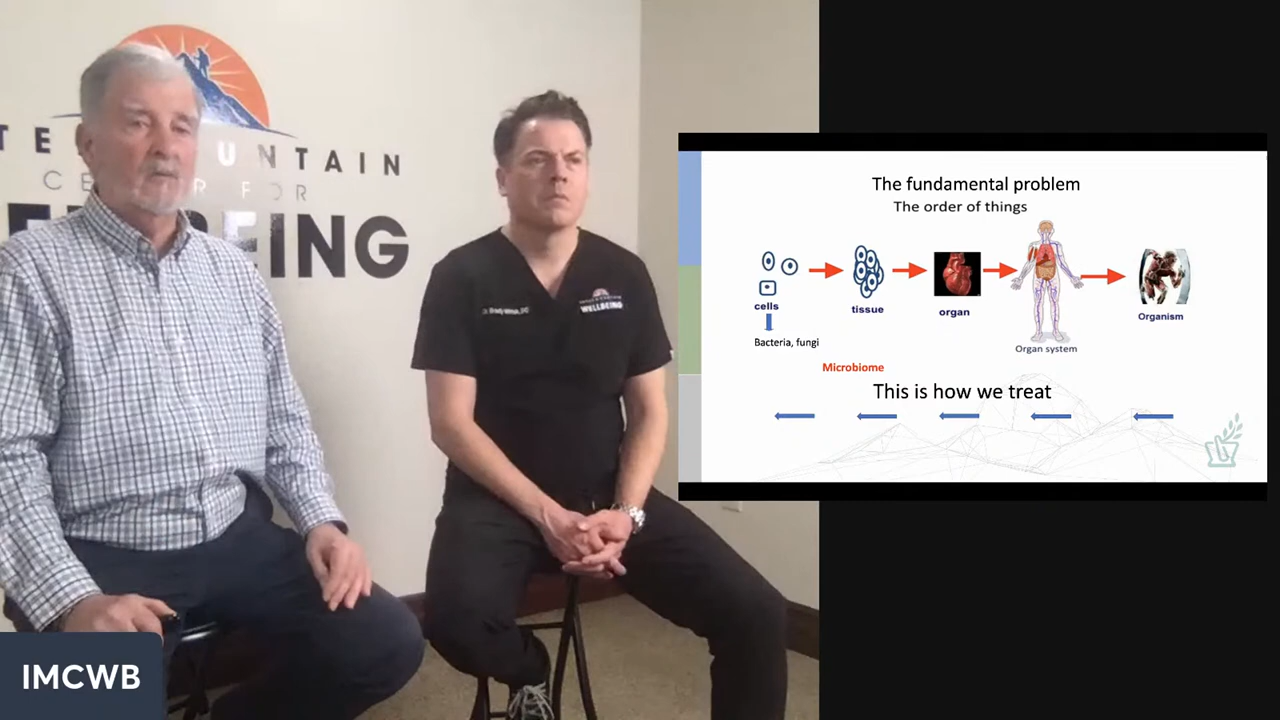 UNTAIN
WELLBEING
IMCWB
The fundamental problem
The order of things
cells
tissue
organ
Organ system
Organism
Bacteria, fungi
Microbiome
This is how we treat